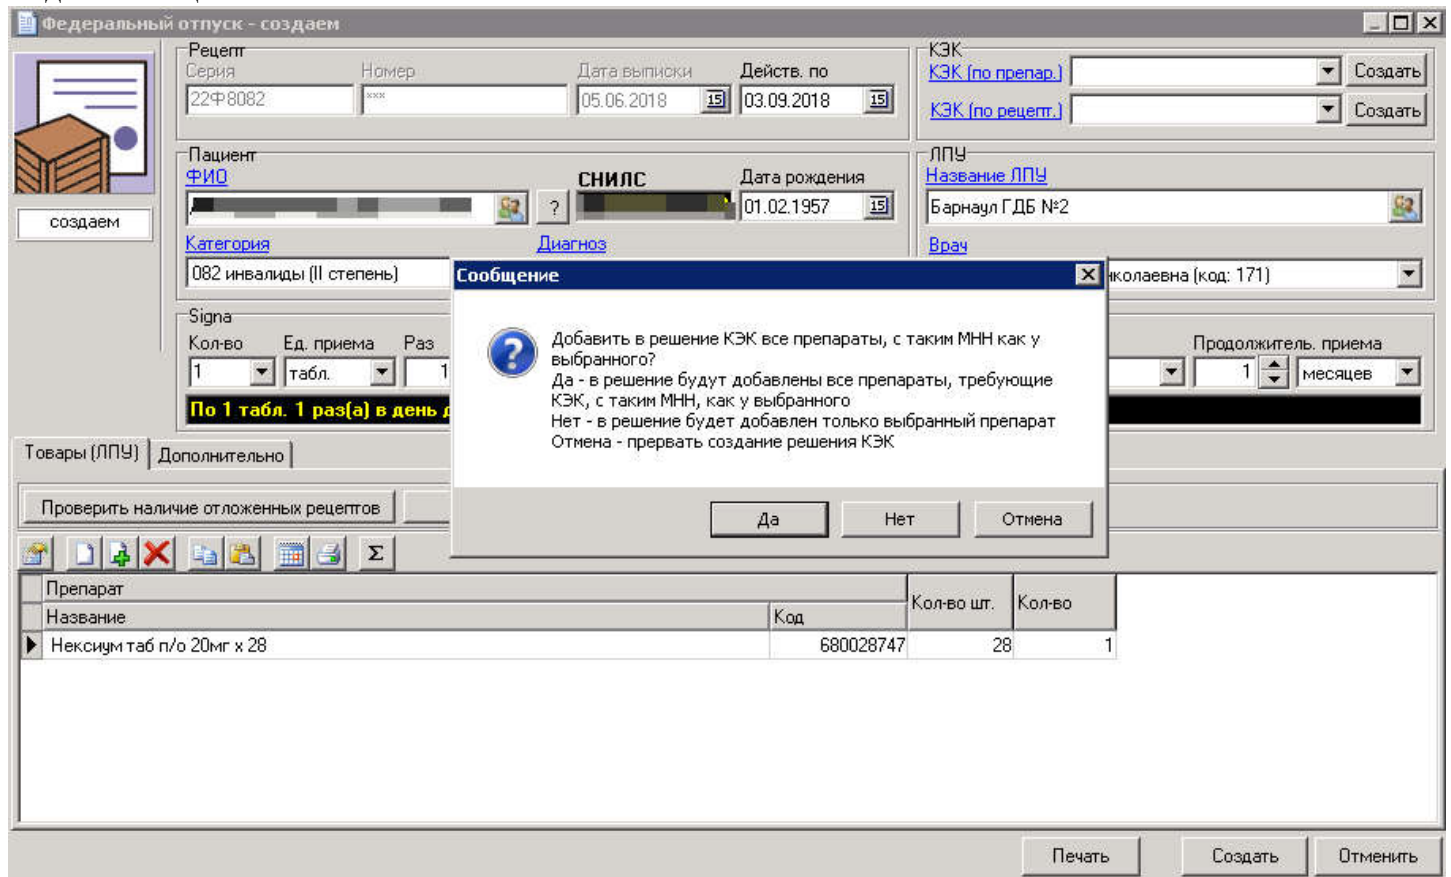 Федеральный отпуск - создаем
Рецепт
Серия
Номер
Дата выписки
Действ. по
22Ф8082
***
05.06.2018
15
03.09.2018
15
КЭК
КЭК (по препар.)
Создать
КЭК (по рецепт.)
Создать
создаем
Пациент
ФИО
СНИЛС
Дата рождения
?
01.02.1957
15
Категория
Диагноз
082 инвалиды (II степень)
ЛПУ
Название ЛПУ
Барнаул ГДБ №2
Врач
иколаевна (код: 171)
Signa
Кол-во
Ед. приема
Раз
Продолжитель. приема
1
табл.
1
1
месяцев
По 1 табл. 1 раз(а) в день д
Сообщение
Добавить в решение КЭК все препараты, с таким МНН как у
выбранного?
Да - в решение будут добавлены все препараты, требующие
КЭК, с таким МНН, как у выбранного
Нет - в решение будет добавлен только выбранный препарат
Отмена - прервать создание решения КЭК
Да
Нет
Отмена
Товары (ЛПУ)
Дополнительно
Проверить наличие отложенных рецептов
Σ
Препарат
Кол-во шт.
Кол-во
Название
Код
Нексиум таб п/о 20мг x 28
680028747
28
1
Печать
Создать
Отменить